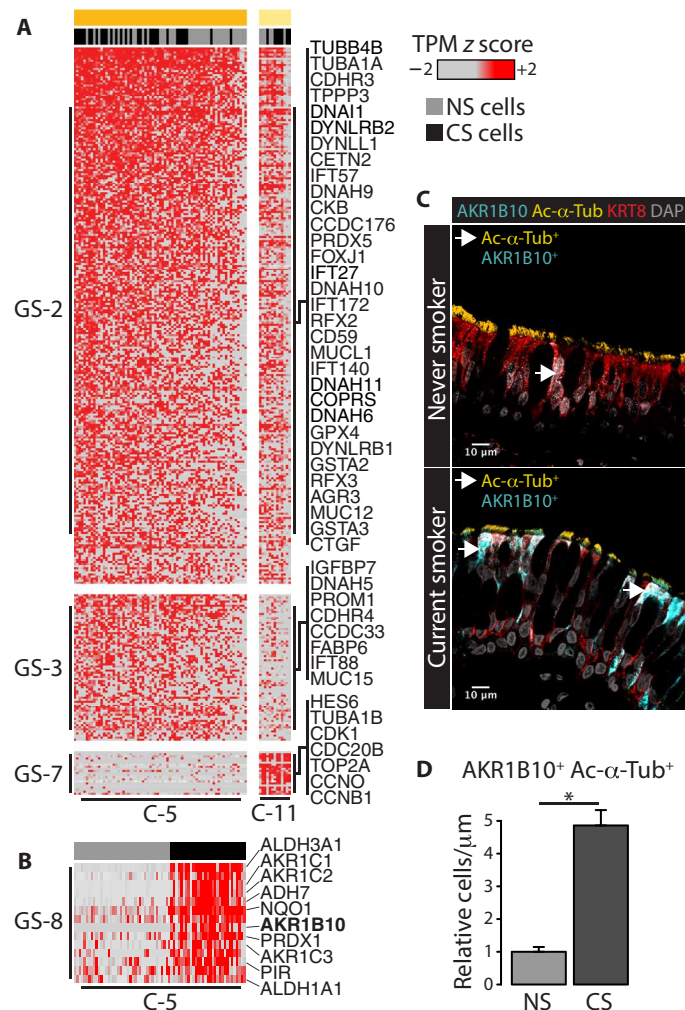 A
TPM z score
−2
+2
NS cells
CS cells
GS-2
GS-3
GS-7
TUBB4B
TUBA1A
CDHR3
TPPP3
DNAI1
DYNLRB2
DYNLL1
CETN2
IFT57
DNAH9
CKB
CCDC176
PRDX5
FOXJ1
IFT27
DNAH10
IFT172
RFX2
CD59
MUCL1
IFT140
DNAH11
COPRS
DNAH6
GPX4
DYNLRB1
GSTA2
RFX3
AGR3
MUC12
GSTA3
CTGF
IGFBP7
DNAH5
PROM1
CDHR4
CCDC33
FABP6
IFT88
MUC15
HES6
TUBA1B
CDK1
CDC20B
TOP2A
CCNO
CCNB1
C-5
C-11
B
GS-8
ALDH3A1
AKR1C1
AKR1C2
ADH7
NQO1
AKR1B10
PRDX1
AKR1C3
PIR
ALDH1A1
C-5
C
AKR1B10 Ac-α-Tub KRT8 DAP
Never smoker
Ac-α-Tub⁺
AKR1B10⁺
10 μm
Current smoker
Ac-α-Tub⁺
AKR1B10⁺
10 μm
D
AKR1B10⁺ Ac-α-Tub⁺
*
Relative cells/μm
5
4
3
2
1
0
NS
CS